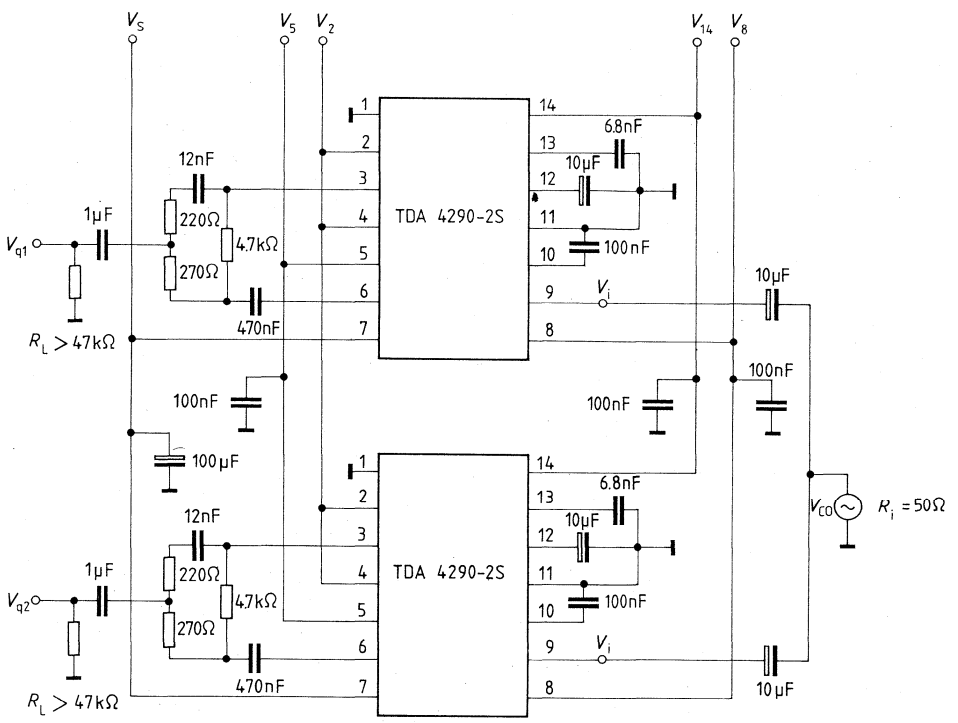 V_S V_5 V_2 V_14 V_8
1 14
6.8nF
2 13
12nF 10µF
3 12
1µF 220Ω TDA 4290-2S
4 11
V_q1 4.7kΩ 100nF
270Ω 5 10
10µF
6 9 V_i
470nF
7 8
R_L > 47kΩ
100nF
100nF 100nF
100µF
1 14
6.8nF
2 13
12nF 10µF
V_CO R_i = 50Ω
3 12
1µF 220Ω TDA 4290-2S
4 11
V_q2 4.7kΩ 100nF
270Ω 5 10
6 9 V_i
470nF 10µF
7 8
R_L > 47kΩ